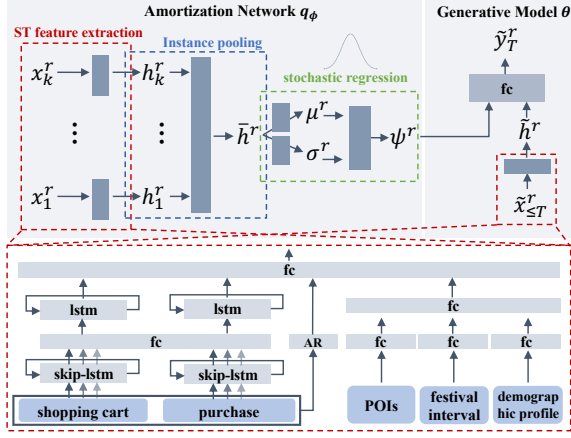 Amortization Network qϕ
Generative Model θ
ST feature extraction
Instance pooling
stochastic regression
x_k^r
h_k^r
⋮
⋮
x_1^r
h_1^r
h̄^r
μ^r
σ^r
ψ^r
ỹ_T^r
fc
h̃^r
x̃_{≤T}^r
fc
lstm
lstm
fc
fc
AR
fc
fc
fc
skip-lstm
skip-lstm
shopping cart
purchase
POIs
festival
interval
demograp
hic profile